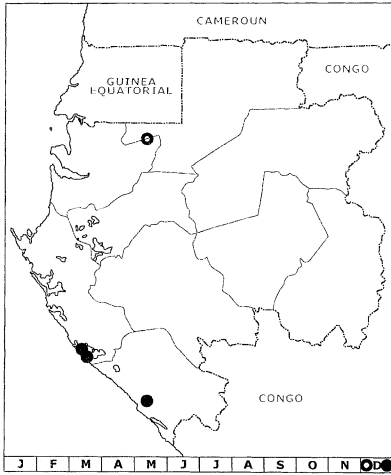 CAMEROUN
GUINEA
EQUATORIAL
CONGO
CONGO
J F M A M J J A S O N D